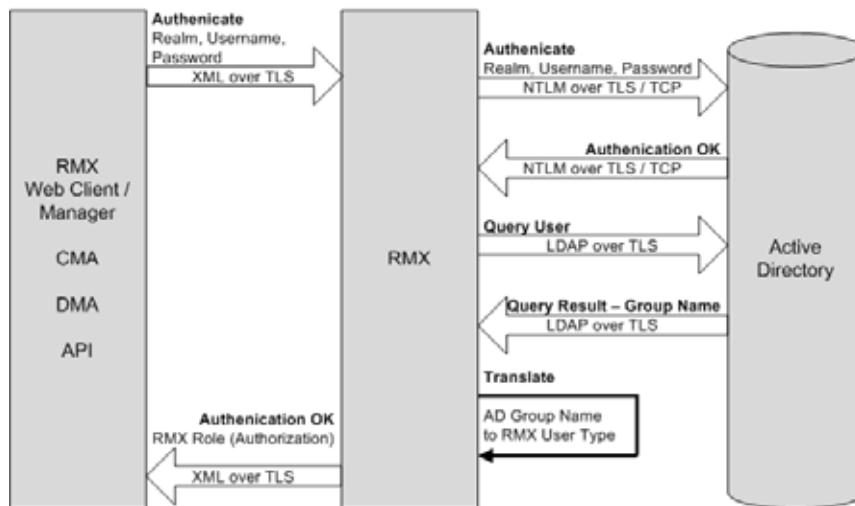 Authenicate
Realm, Username,
Password
XML over TLS
Authenicate
Realm, Username, Password
NTLM over TLS / TCP
Authenication OK
NTLM over TLS / TCP
RMX
Web Client /
Manager
CMA
DMA
API
RMX
Query User
LDAP over TLS
Active
Directory
Query Result – Group Name
LDAP over TLS
Translate
AD Group Name
to RMX User Type
Authenication OK
RMX Role (Authorization)
XML over TLS